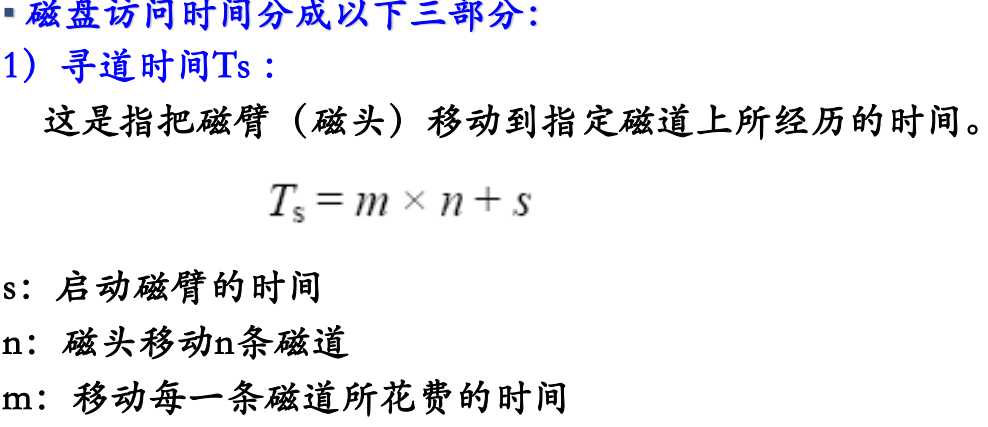 ▪磁盘访问时间分成以下三部分：
1）寻道时间Ts：
这是指把磁臂（磁头）移动到指定磁道上所经历的时间。
Ts = m × n + s
s：启动磁臂的时间
n：磁头移动n条磁道
m：移动每一条磁道所花费的时间